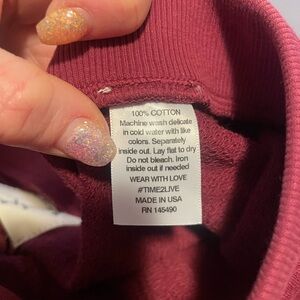 100% COTTON
Machine wash delicate
in cold water with like
colors. Separately
inside out. Lay flat to dry
Do not bleach. Iron
inside out if needed
WEAR WITH LOVE
#TIME2LIVE
MADE IN USA
RN 145490